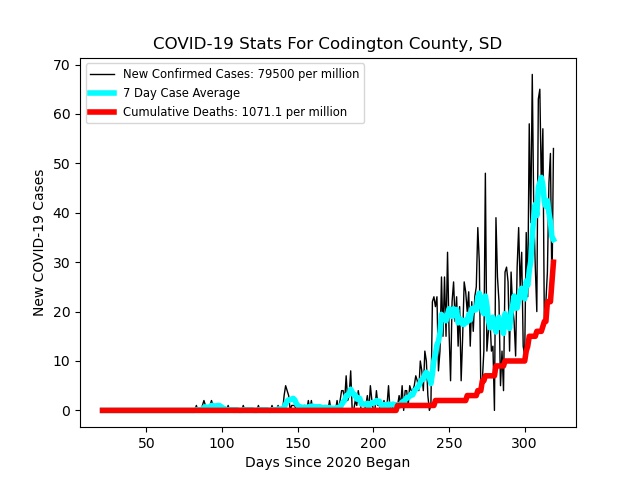 COVID-19 Stats For Codington County, SD
New Confirmed Cases: 79500 per million
7 Day Case Average
Cumulative Deaths: 1071.1 per million
New COVID-19 Cases
70
60
50
40
30
20
10
0
50 100 150 200 250 300
Days Since 2020 Began